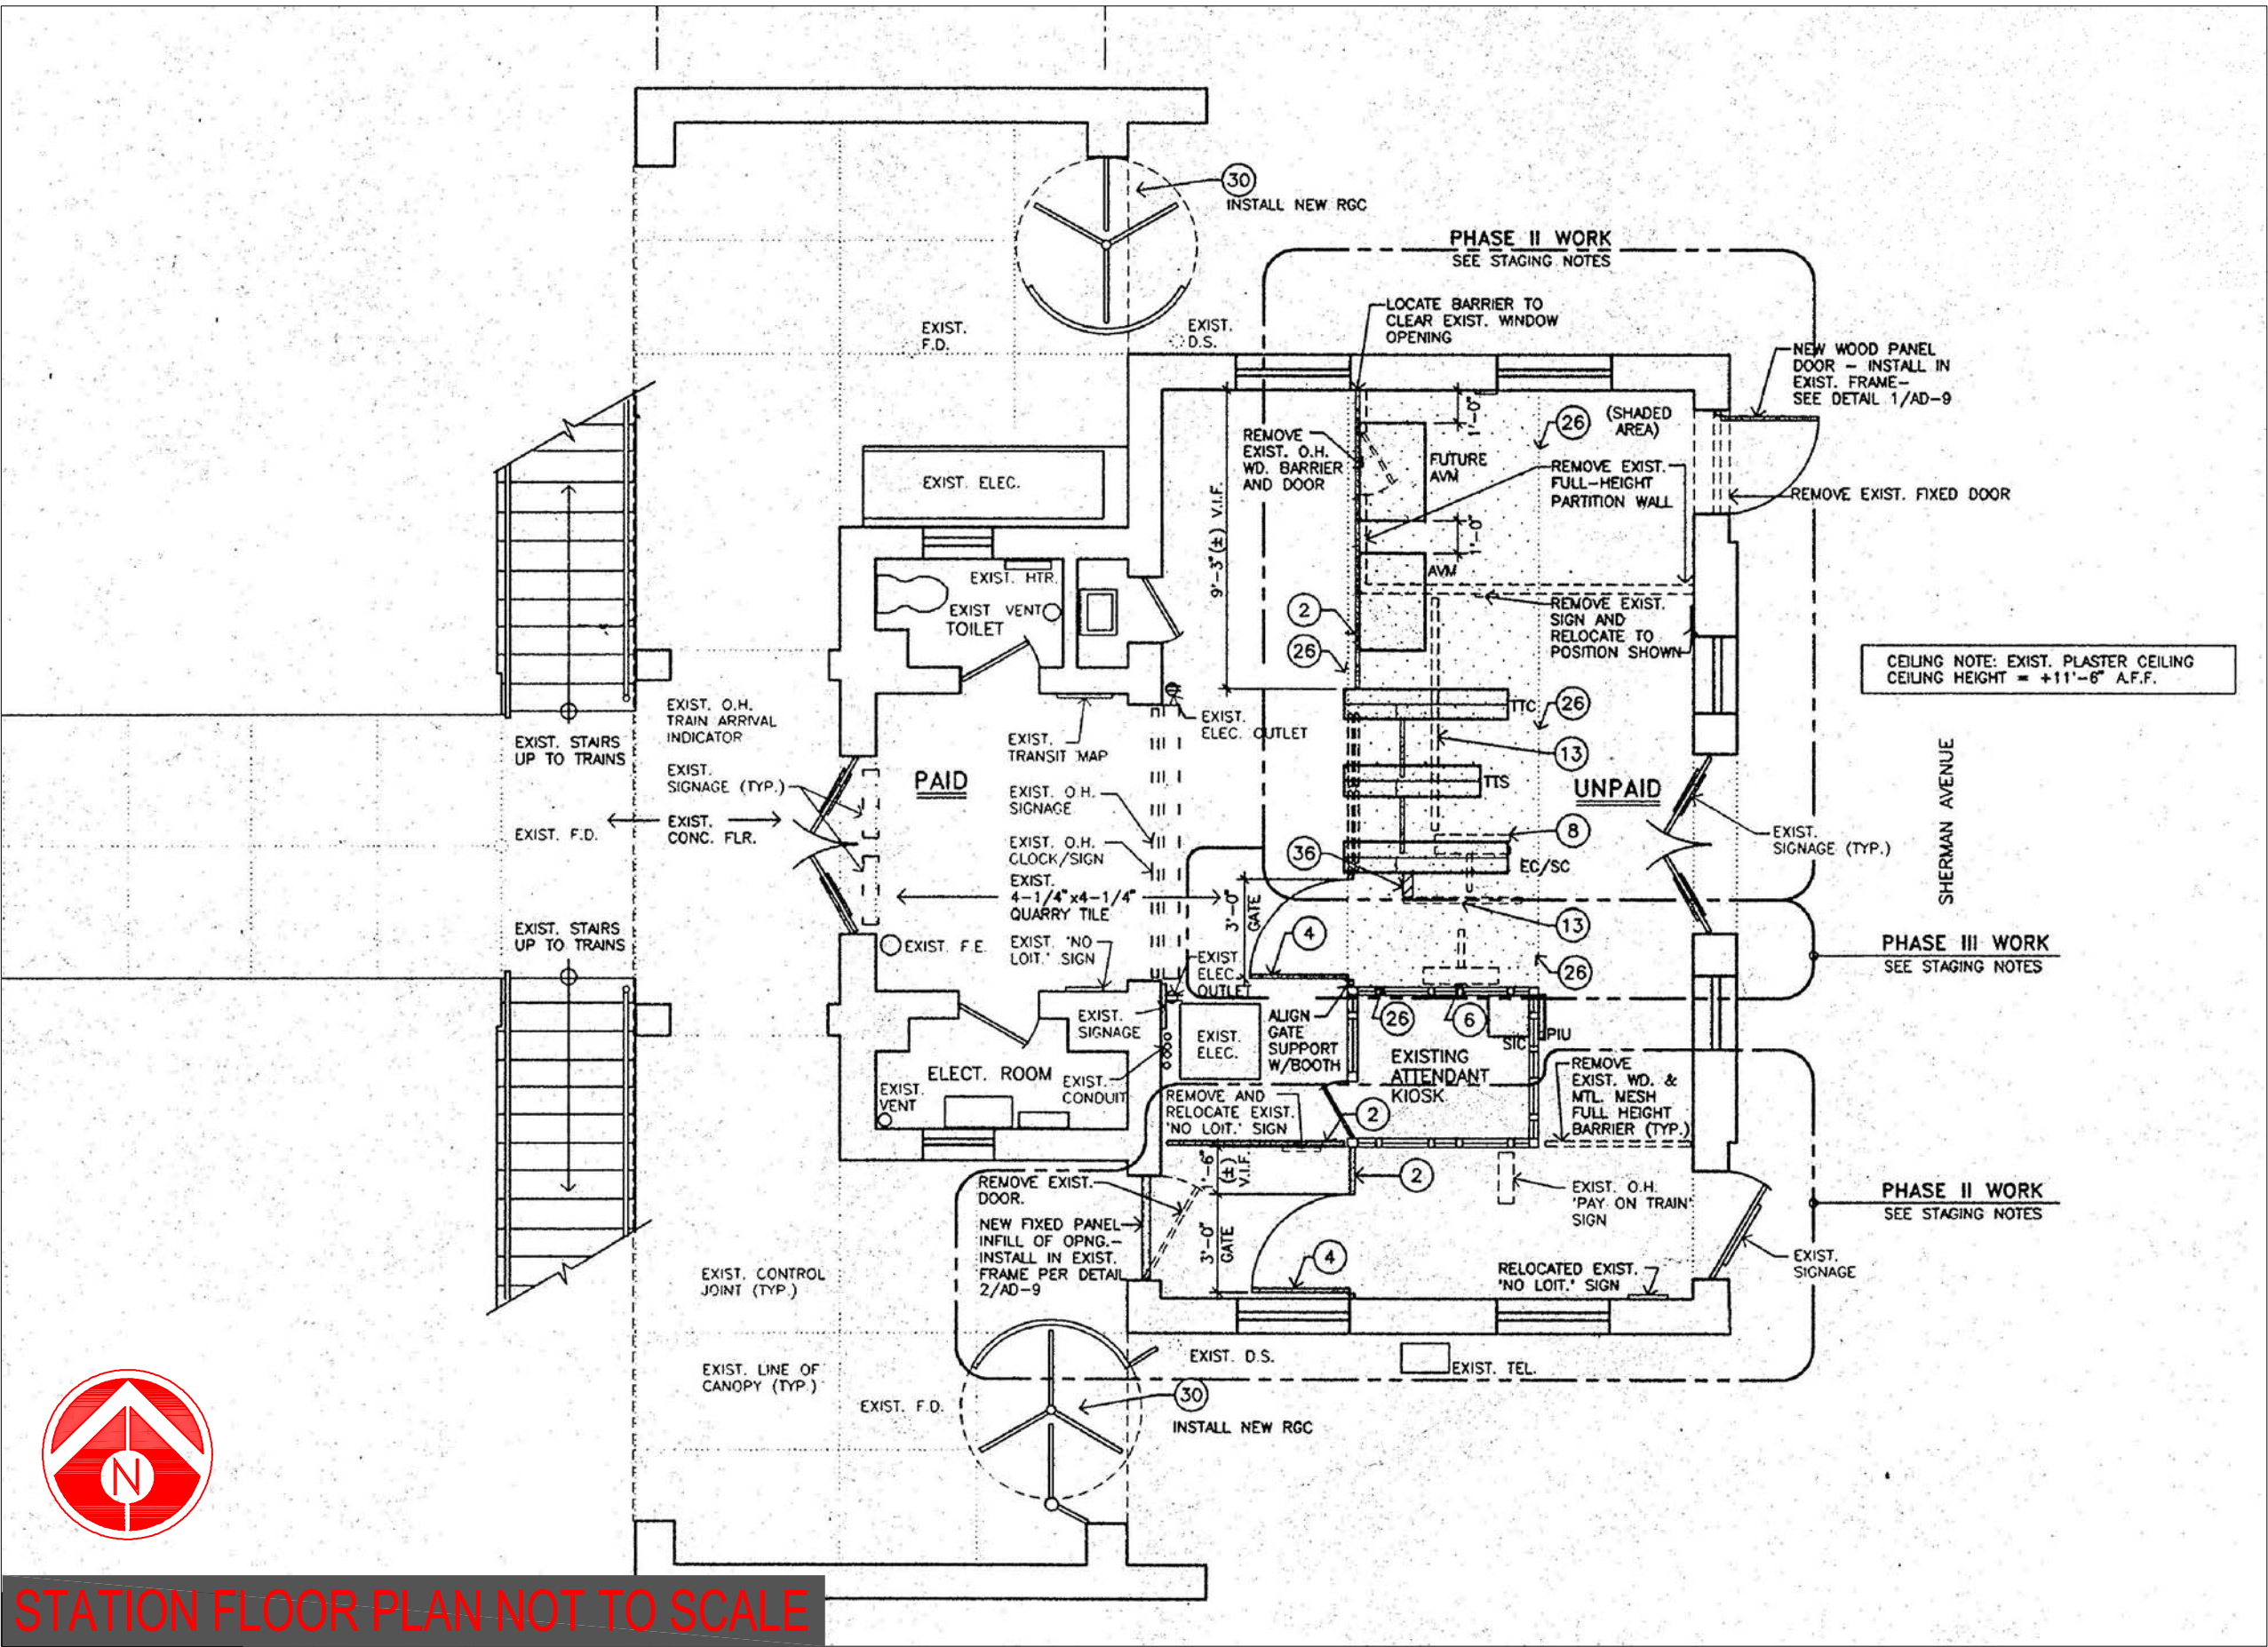 30
INSTALL NEW RGC
PHASE II WORK
SEE STAGING NOTES
LOCATE BARRIER TO
CLEAR EXIST. WINDOW
OPENING
EXIST.
F.D.
EXIST.
D.S.
NEW WOOD PANEL
DOOR - INSTALL IN
EXIST. FRAME-
SEE DETAIL 1/AD-9
1'-0"
26
(SHADED
AREA)
REMOVE
EXIST. O.H.
WD. BARRIER
AND DOOR
FUTURE
AVM
REMOVE EXIST.
FULL-HEIGHT
PARTITION WALL
REMOVE EXIST. FIXED DOOR
EXIST. ELEC.
9'-3"(±) V.I.F.
1'-0"
AVM
EXIST. HTR.
EXIST VENT
TOILET
2
26
REMOVE EXIST.
SIGN AND
RELOCATE TO
POSITION SHOWN
CEILING NOTE: EXIST. PLASTER CEILING
CEILING HEIGHT = +11'-6" A.F.F.
EXIST. O.H.
TRAIN ARRIVAL
INDICATOR
EXIST. STAIRS
UP TO TRAINS
EXIST.
SIGNAGE (TYP.)
EXIST.
TRANSIT MAP
EXIST.
ELEC. OUTLET
TTC
26
13
PAID
EXIST. O.H.
SIGNAGE
TTS
UNPAID
SHERMAN AVENUE
EXIST. F.D.
EXIST.
CONC. FLR.
8
EXIST.
SIGNAGE (TYP.)
EXIST. O.H.
CLOCK/SIGN
36
EC/SC
EXIST.
4-1/4"x4-1/4"
QUARRY TILE
3'-0"
GATE
13
4
EXIST. STAIRS
UP TO TRAINS
EXIST. F.E.
EXIST. 'NO
LOIT.' SIGN
EXIST
ELEC.
OUTLET
26
PHASE III WORK
SEE STAGING NOTES
EXIST.
SIGNAGE
EXIST.
ELEC.
ALIGN
GATE
SUPPORT
W/BOOTH
26
6
SIC
PIU
EXISTING
ATTENDANT
KIOSK
REMOVE
EXIST. WD. &
MTL. MESH
FULL HEIGHT
BARRIER (TYP.)
ELECT. ROOM
EXIST.
VENT
EXIST.
CONDUIT
REMOVE AND
RELOCATE EXIST.
'NO LOIT.' SIGN
2
REMOVE EXIST.
DOOR.
(±)
V.I.F.
2
EXIST. O.H.
'PAY ON TRAIN'
SIGN
PHASE II WORK
SEE STAGING NOTES
NEW FIXED PANEL
INFILL OF OPNG.-
INSTALL IN EXIST.
FRAME PER DETAIL
2/AD-9
3'-0"
GATE
4
RELOCATED EXIST.
'NO LOIT.' SIGN
EXIST.
SIGNAGE
EXIST. CONTROL
JOINT (TYP.)
EXIST. D.S.
EXIST. TEL.
EXIST. LINE OF
CANOPY (TYP.)
EXIST. F.D.
30
INSTALL NEW RGC
N
STATION FLOOR PLAN NOT TO SCALE